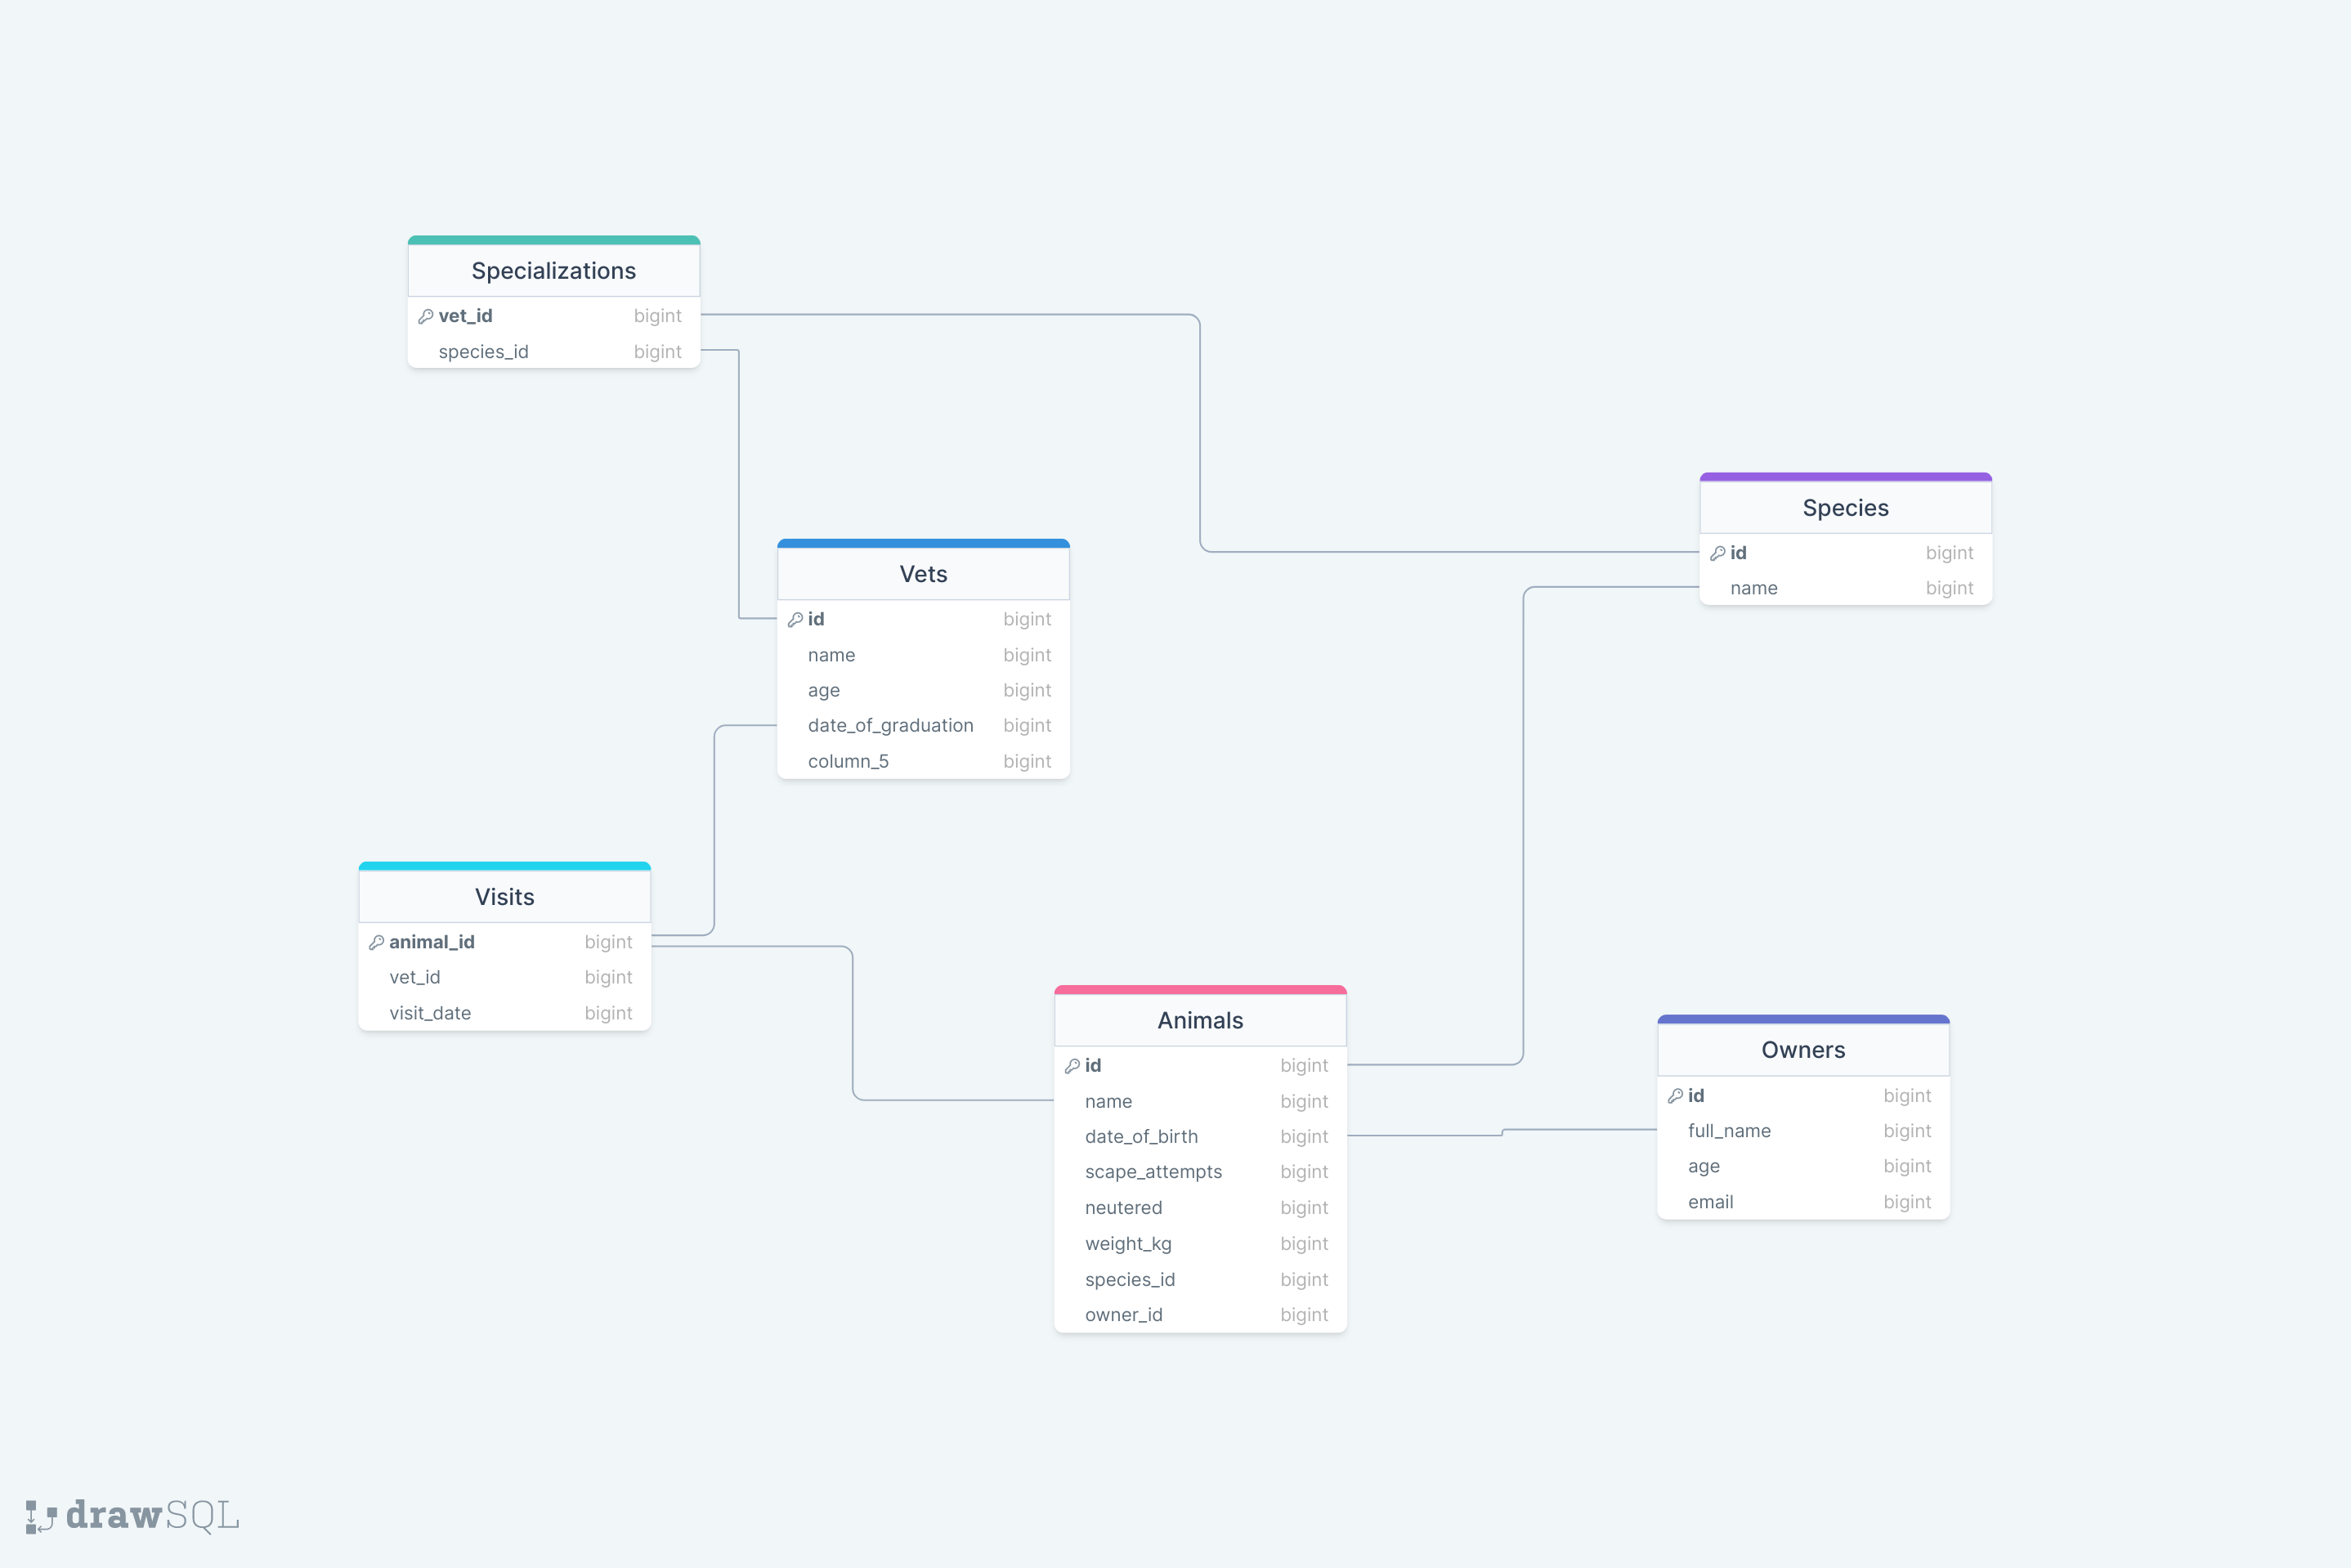 Specializations
vet_id bigint
species_id bigint
Species
id bigint
name bigint
Vets
id bigint
name bigint
age bigint
date_of_graduation bigint
column_5 bigint
Visits
animal_id bigint
vet_id bigint
visit_date bigint
Animals
id bigint
name bigint
date_of_birth bigint
scape_attempts bigint
neutered bigint
weight_kg bigint
species_id bigint
owner_id bigint
Owners
id bigint
full_name bigint
age bigint
email bigint
drawSQL